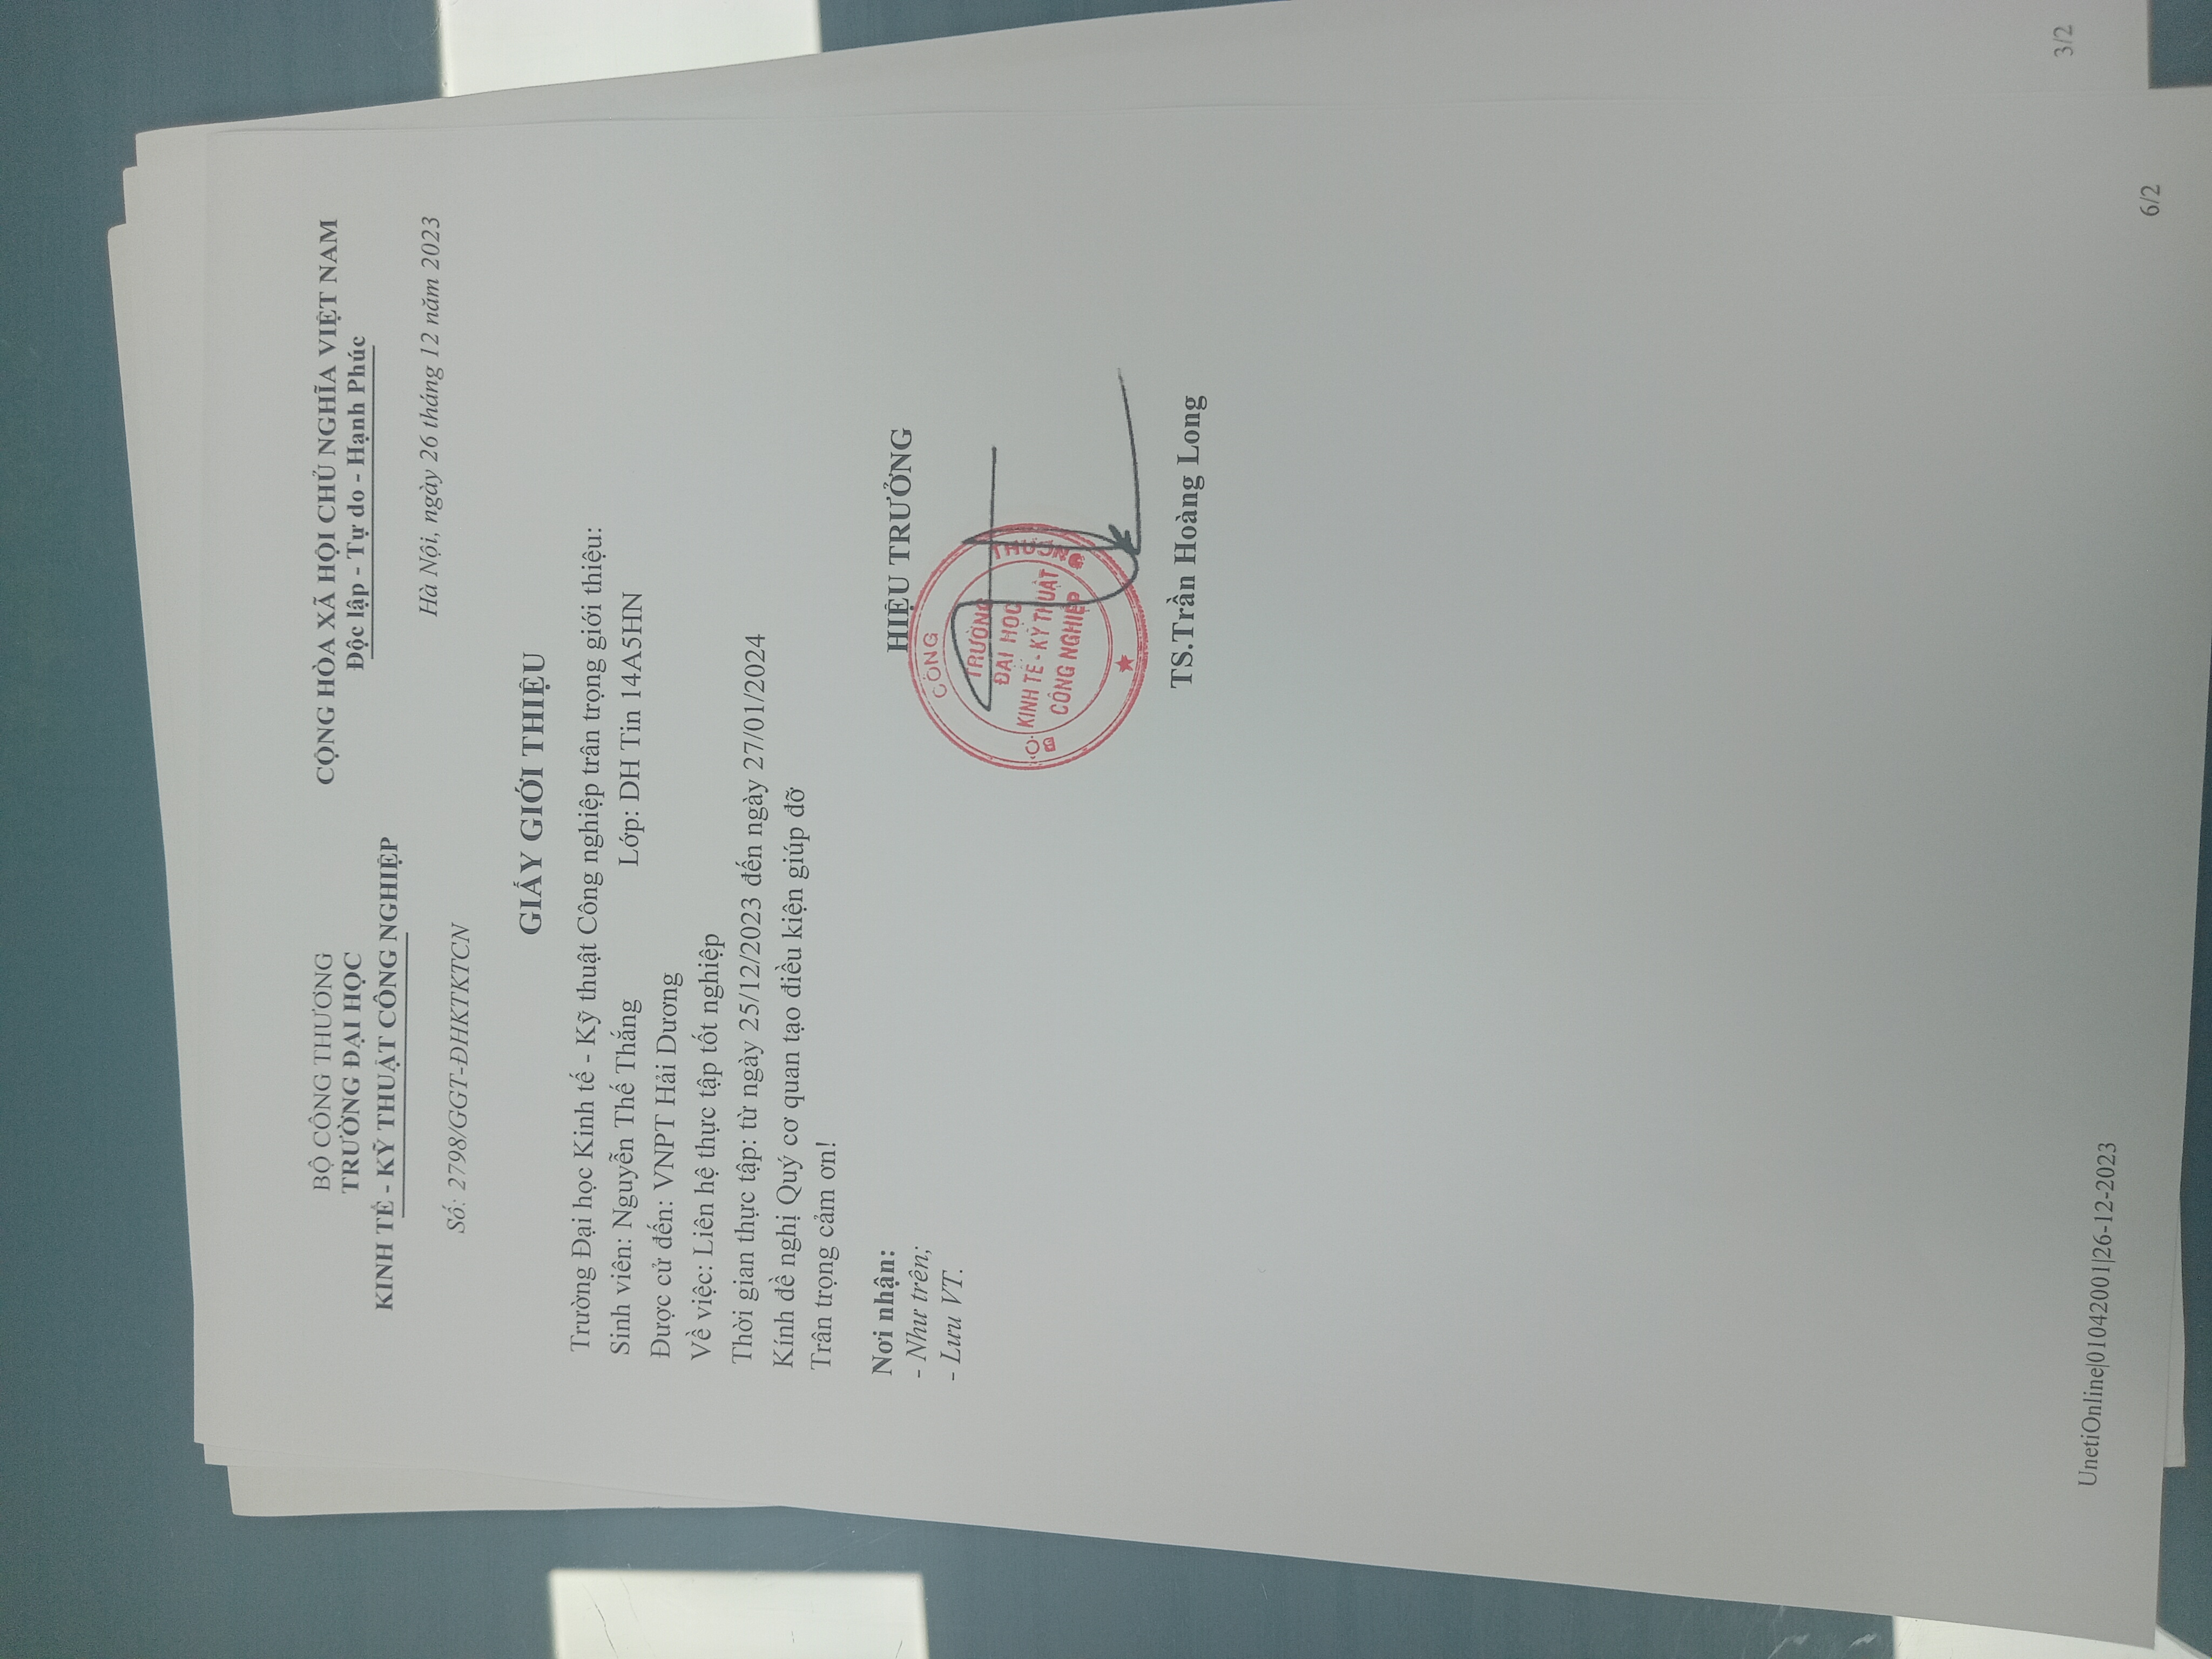 BỘ CÔNG THƯƠNG
TRƯỜNG ĐẠI HỌC
KINH TẾ - KỸ THUẬT CÔNG NGHIỆP
Số: 2798/GGT-ĐHKTKTCN
CỘNG HÒA XÃ HỘI CHỦ NGHĨA VIỆT NAM
Độc lập - Tự do - Hạnh Phúc
Hà Nội, ngày 26 tháng 12 năm 2023
GIẤY GIỚI THIỆU
Trường Đại học Kinh tế - Kỹ thuật Công nghiệp trân trọng giới thiệu:
Sinh viên: Nguyễn Thế Thắng Lớp: DH Tin 14A5HN
Được cử đến: VNPT Hải Dương
Về việc: Liên hệ thực tập tốt nghiệp
Thời gian thực tập: từ ngày 25/12/2023 đến ngày 27/01/2024
Kính đề nghị Quý cơ quan tạo điều kiện giúp đỡ
Trân trọng cảm ơn!
Nơi nhận:
- Như trên;
- Lưu VT.
HIỆU TRƯỞNG
BỘ CÔNG THƯƠNG
TRƯỜNG
ĐẠI HỌC
KINH TẾ - KỸ THUẬT
CÔNG NGHIỆP
TS.Trần Hoàng Long
UnetiOnline|01042001|26-12-2023
6/2
3/2